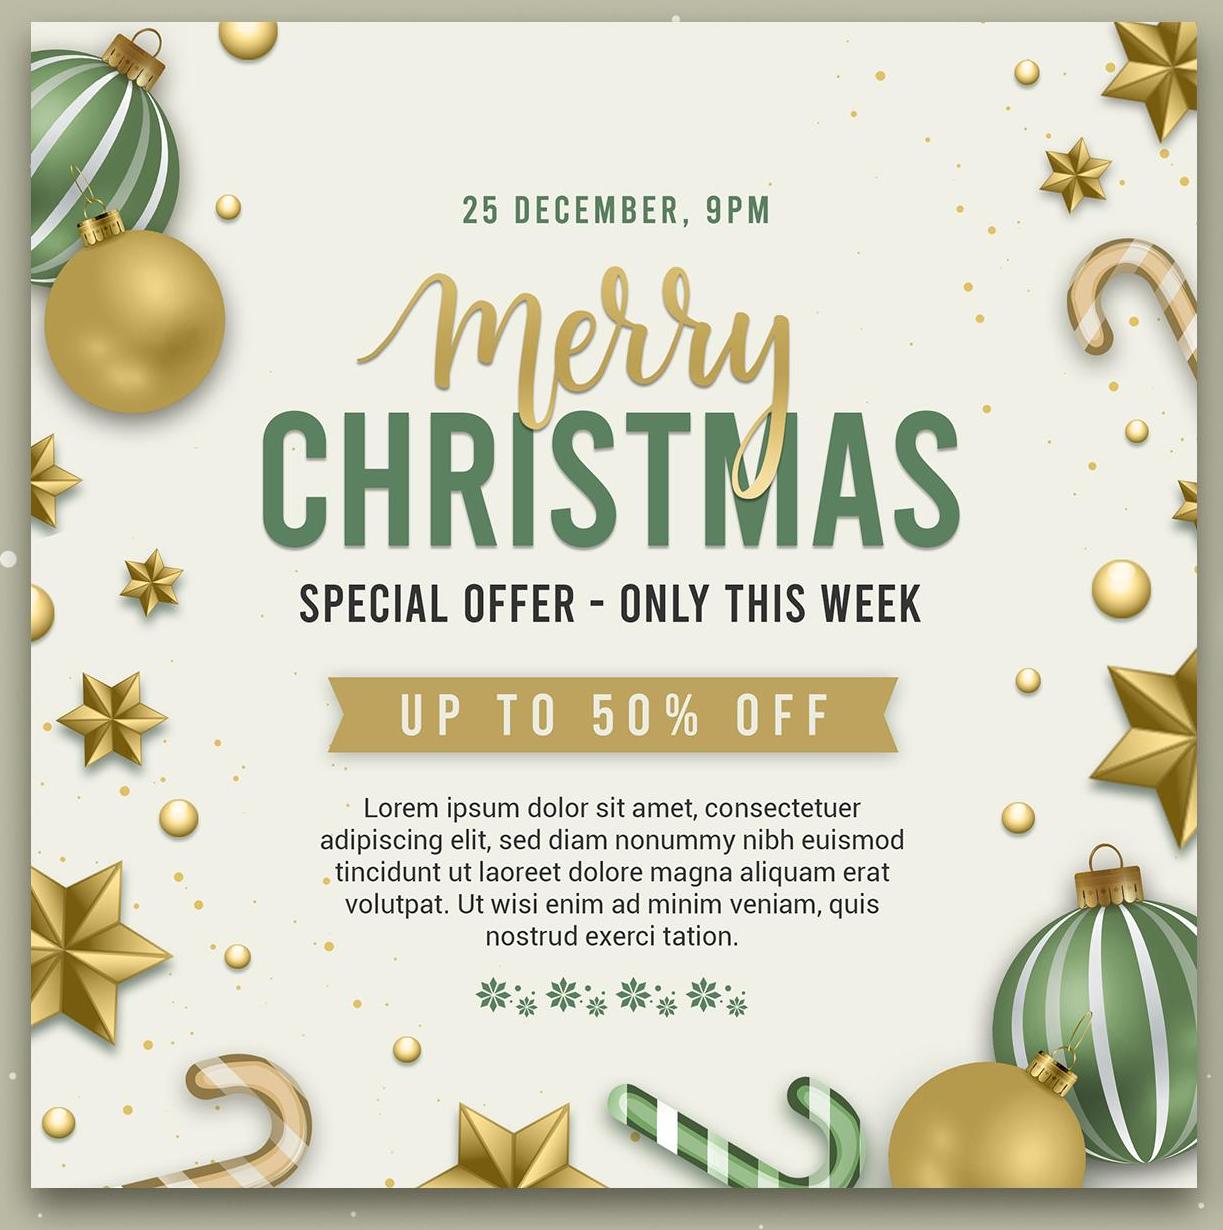 25 DECEMBER, 9PM
merry
CHRISTMAS
SPECIAL OFFER - ONLY THIS WEEK
UP TO 50% OFF
Lorem ipsum dolor sit amet, consectetuer
adipiscing elit, sed diam nonummy nibh euismod
tincidunt ut laoreet dolore magna aliquam erat
volutpat. Ut wisi enim ad minim veniam, quis
nostrud exerci tation.